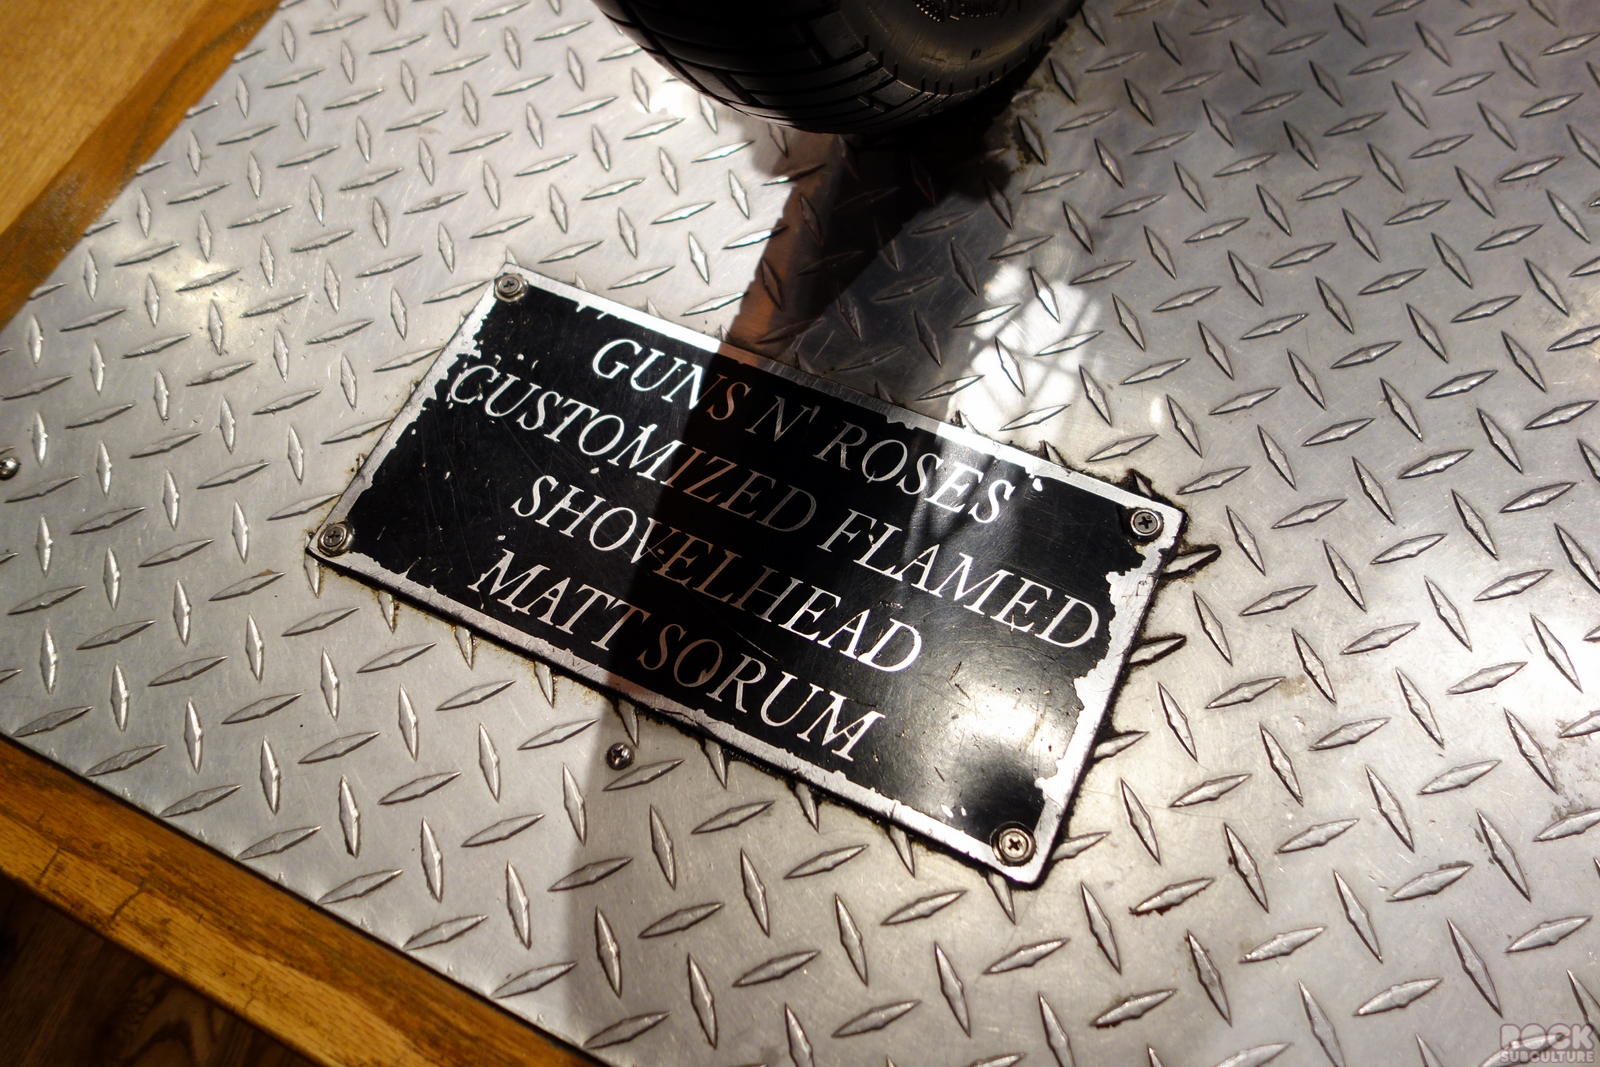 GUNS N' ROSES
CUSTOMIZED FLAMED
SHOVELHEAD
MATT SORUM
ROCK
SUBCULTURE